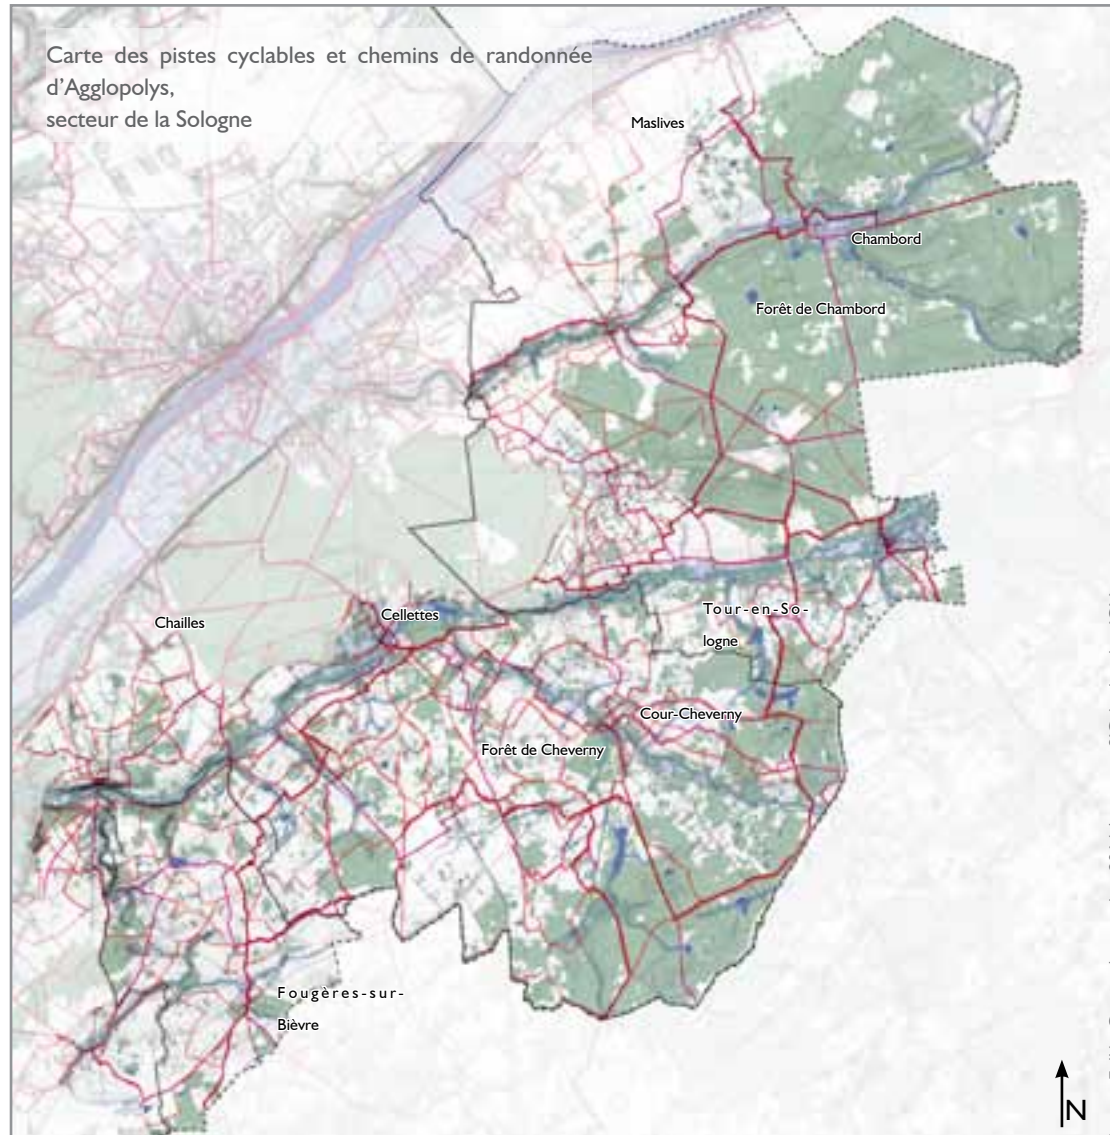 Carte des pistes cyclables et chemins de randonnée
d'Agglopolys,
secteur de la Sologne
Maslives
Chambord
Forêt de Chambord
Cellettes
Chailles
Tour-en-So-
logne
Cour-Cheverny
Forêt de Cheverny
Fougères-sur-
Bièvre
N